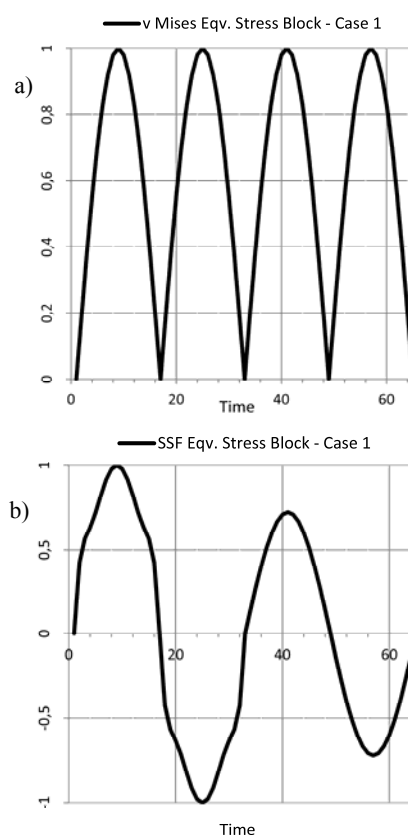 v Mises Eqv. Stress Block - Case 1
a)
1
0,8
0,6
0,4
0,2
0
0 20 40 60
Time
SSF Eqv. Stress Block - Case 1
b)
1
0,5
0
0 20 40 60
-0,5
-1
Time